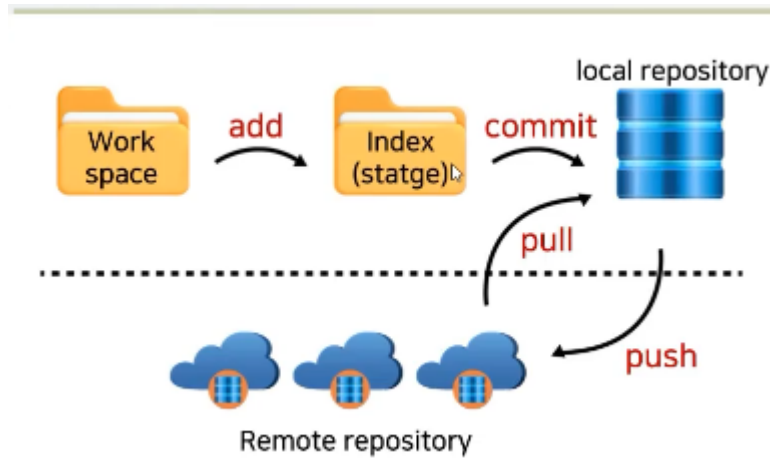 local repository
Work
space
add
Index
(statge)
commit
pull
push
Remote repository